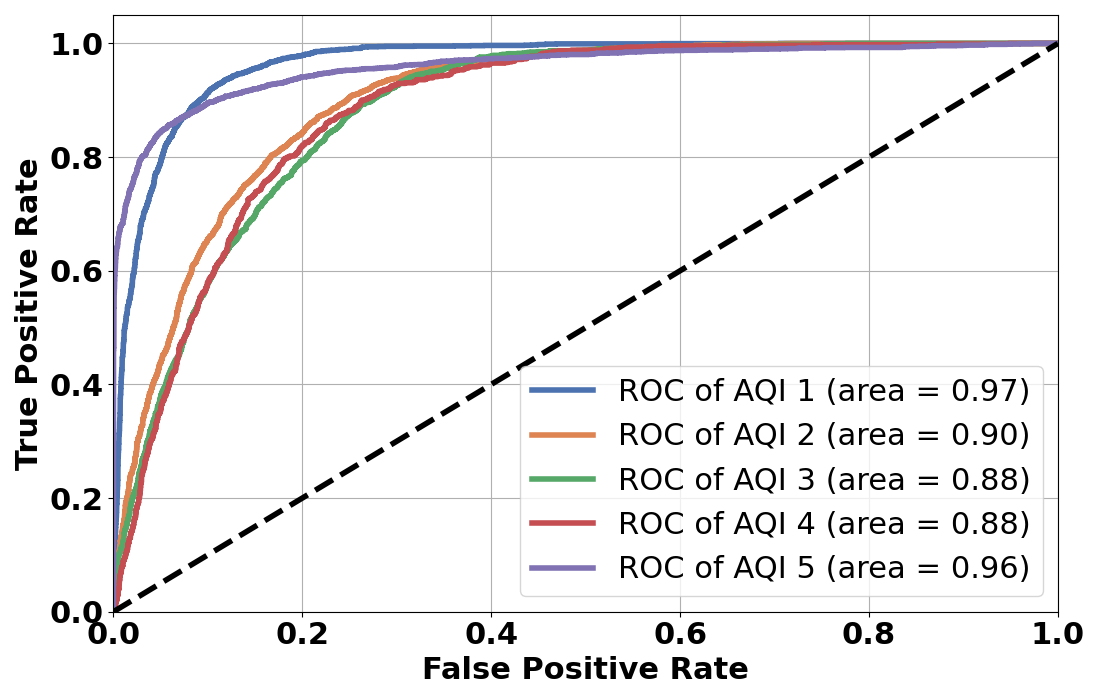 1.0
0.8
0.6
0.4
0.2
0.0
True Positive Rate
ROC of AQI 1 (area = 0.97)
ROC of AQI 2 (area = 0.90)
ROC of AQI 3 (area = 0.88)
ROC of AQI 4 (area = 0.88)
ROC of AQI 5 (area = 0.96)
0.0 0.2 0.4 0.6 0.8 1.0
False Positive Rate